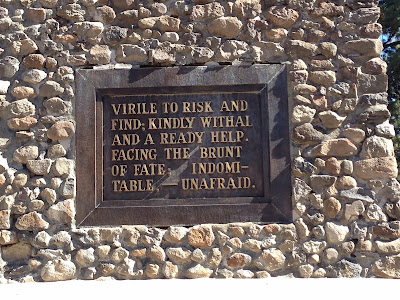 VIRILE TO RISK AND
FIND; KINDLY WITHAL
AND A READY HELP.
FACING THE BRUNT
OF FATE; INDOMI-
TABLE,—UNAFRAID.